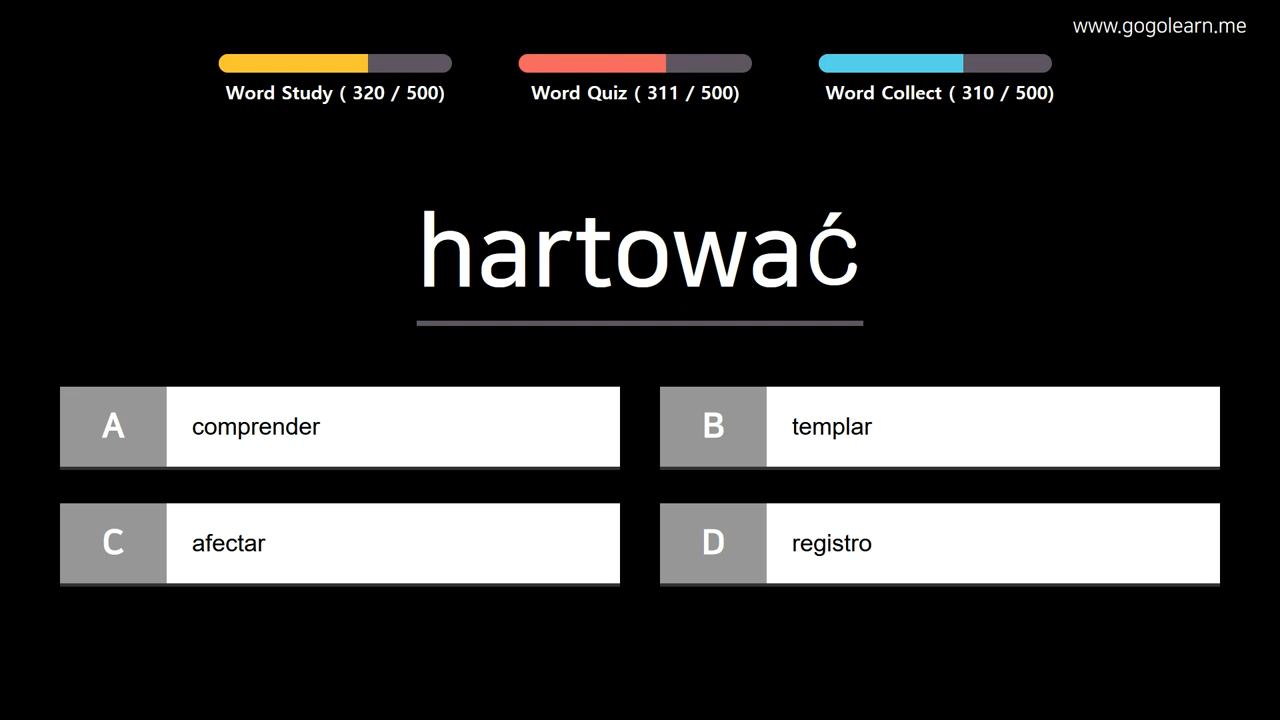 www.gogolearn.me
Word Study ( 320 / 500)
Word Quiz ( 311 / 500)
Word Collect ( 310 / 500)
hartować
A comprender
B templar
C afectar
D registro